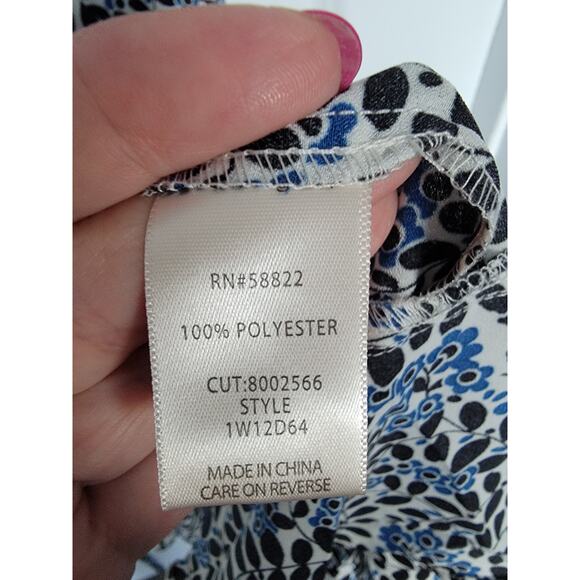 RN#58822
100% POLYESTER
CUT:8002566
STYLE
1W12D64
MADE IN CHINA
CARE ON REVERSE